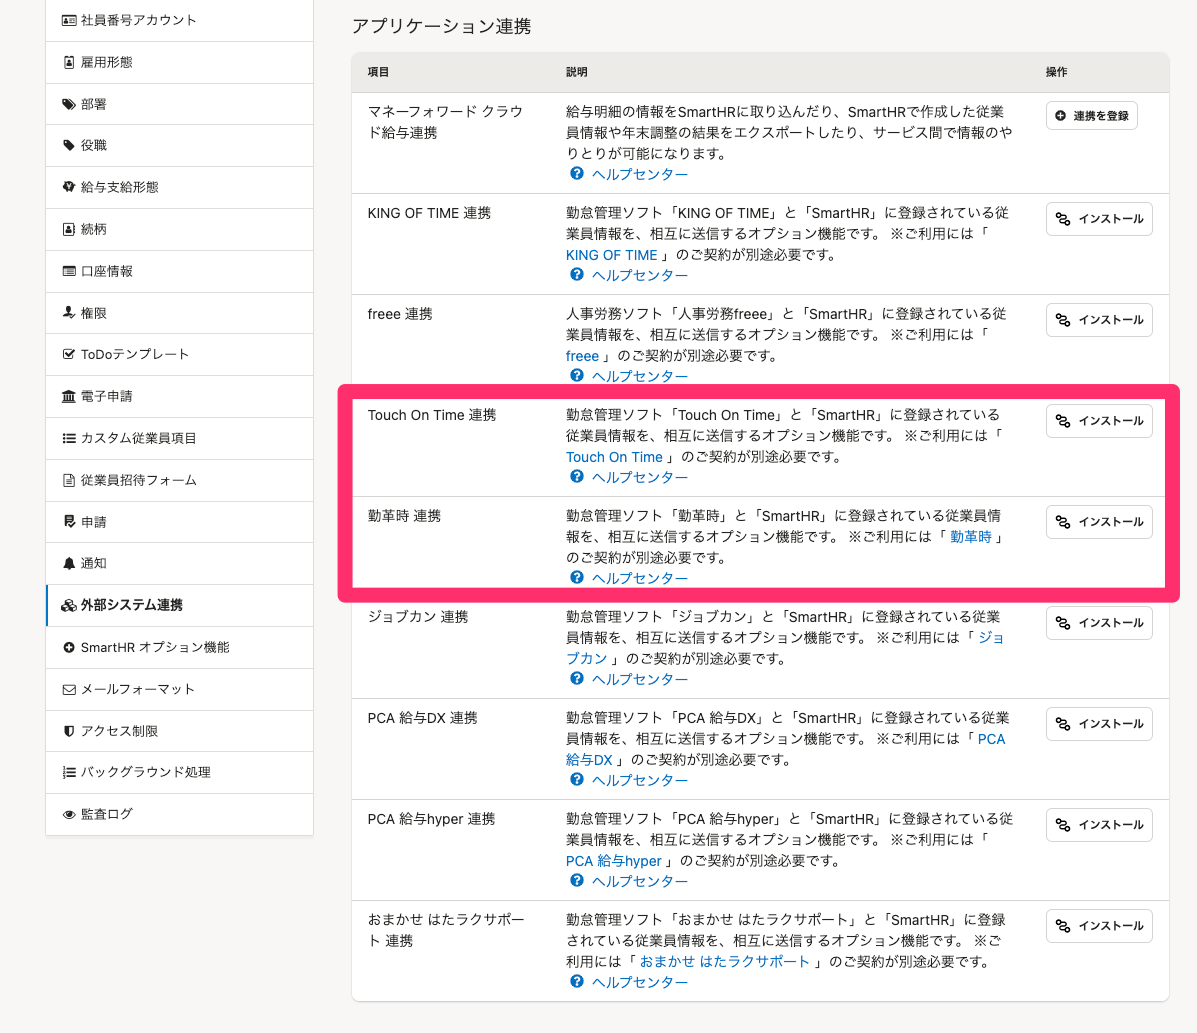 社員番号アカウント
雇用形態
部署
役職
給与支給形態
続柄
口座情報
権限
ToDoテンプレート
電子申請
カスタム従業員項目
従業員招待フォーム
申請
通知
外部システム連携
SmartHR オプション機能
メールフォーマット
アクセス制限
バックグラウンド処理
監査ログ
アプリケーション連携
項目 説明 操作
マネーフォワード クラウ
ド給与連携
給与明細の情報をSmartHRに取り込んだり、SmartHRで作成した従業
員情報や年末調整の結果をエクスポートしたり、サービス間で情報のや
りとりが可能になります。
ヘルプセンター
連携を登録
KING OF TIME 連携
勤怠管理ソフト「KING OF TIME」と「SmartHR」に登録されている従
業員情報を、相互に送信するオプション機能です。 ※ご利用には「
KING OF TIME 」のご契約が別途必要です。
ヘルプセンター
インストール
freee 連携
人事労務ソフト「人事労務freee」と「SmartHR」に登録されている従
業員情報を、相互に送信するオプション機能です。 ※ご利用には「
freee 」のご契約が別途必要です。
ヘルプセンター
インストール
Touch On Time 連携
勤怠管理ソフト「Touch On Time」と「SmartHR」に登録されている
従業員情報を、相互に送信するオプション機能です。 ※ご利用には「
Touch On Time 」のご契約が別途必要です。
ヘルプセンター
インストール
勤革時 連携
勤怠管理ソフト「勤革時」と「SmartHR」に登録されている従業員情
報を、相互に送信するオプション機能です。 ※ご利用には「 勤革時 」
のご契約が別途必要です。
ヘルプセンター
インストール
ジョブカン 連携
勤怠管理ソフト「ジョブカン」と「SmartHR」に登録されている従業
員情報を、相互に送信するオプション機能です。 ※ご利用には「 ジョ
ブカン 」のご契約が別途必要です。
ヘルプセンター
インストール
PCA 給与DX 連携
勤怠管理ソフト「PCA 給与DX」と「SmartHR」に登録されている従業
員情報を、相互に送信するオプション機能です。 ※ご利用には「 PCA
給与DX 」のご契約が別途必要です。
ヘルプセンター
インストール
PCA 給与hyper 連携
勤怠管理ソフト「PCA 給与hyper」と「SmartHR」に登録されている従
業員情報を、相互に送信するオプション機能です。 ※ご利用には「
PCA 給与hyper 」のご契約が別途必要です。
ヘルプセンター
インストール
おまかせ はたラクサポー
ト 連携
勤怠管理ソフト「おまかせ はたラクサポート」と「SmartHR」に登録
されている従業員情報を、相互に送信するオプション機能です。 ※ご
利用には「 おまかせ はたラクサポート 」のご契約が別途必要です。
ヘルプセンター
インストール